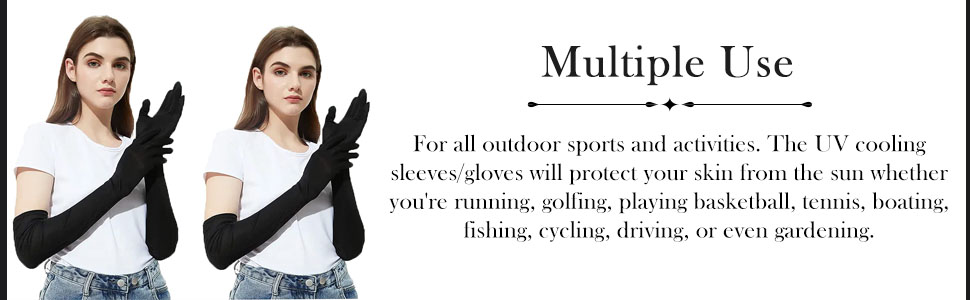 Multiple Use
For all outdoor sports and activities. The UV cooling
sleeves/gloves will protect your skin from the sun whether
you're running, golfing, playing basketball, tennis, boating,
fishing, cycling, driving, or even gardening.